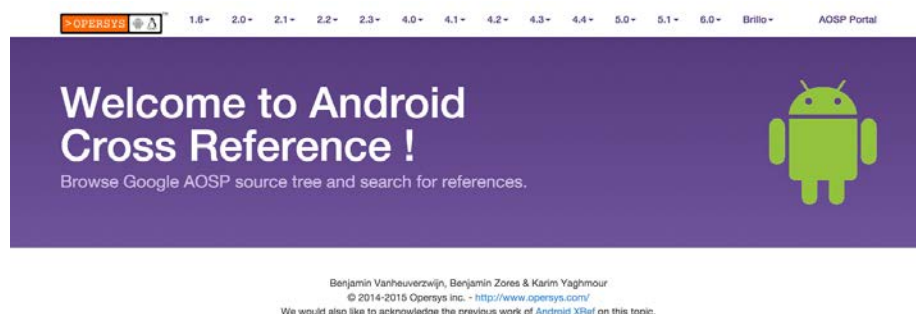 >OPERSYS TM 1.6 2.0 2.1 2.2 2.3 4.0 4.1 4.2 4.3 4.4 5.0 5.1 6.0 Brillo AOSP Portal
Welcome to Android
Cross Reference !
Browse Google AOSP source tree and search for references.
Benjamin Vanheuverzwijn, Benjamin Zores & Karim Yaghmour
© 2014-2015 Opersys inc. - http://www.opersys.com/
We would also like to acknowledge the previous work of Android XRef on this topic.